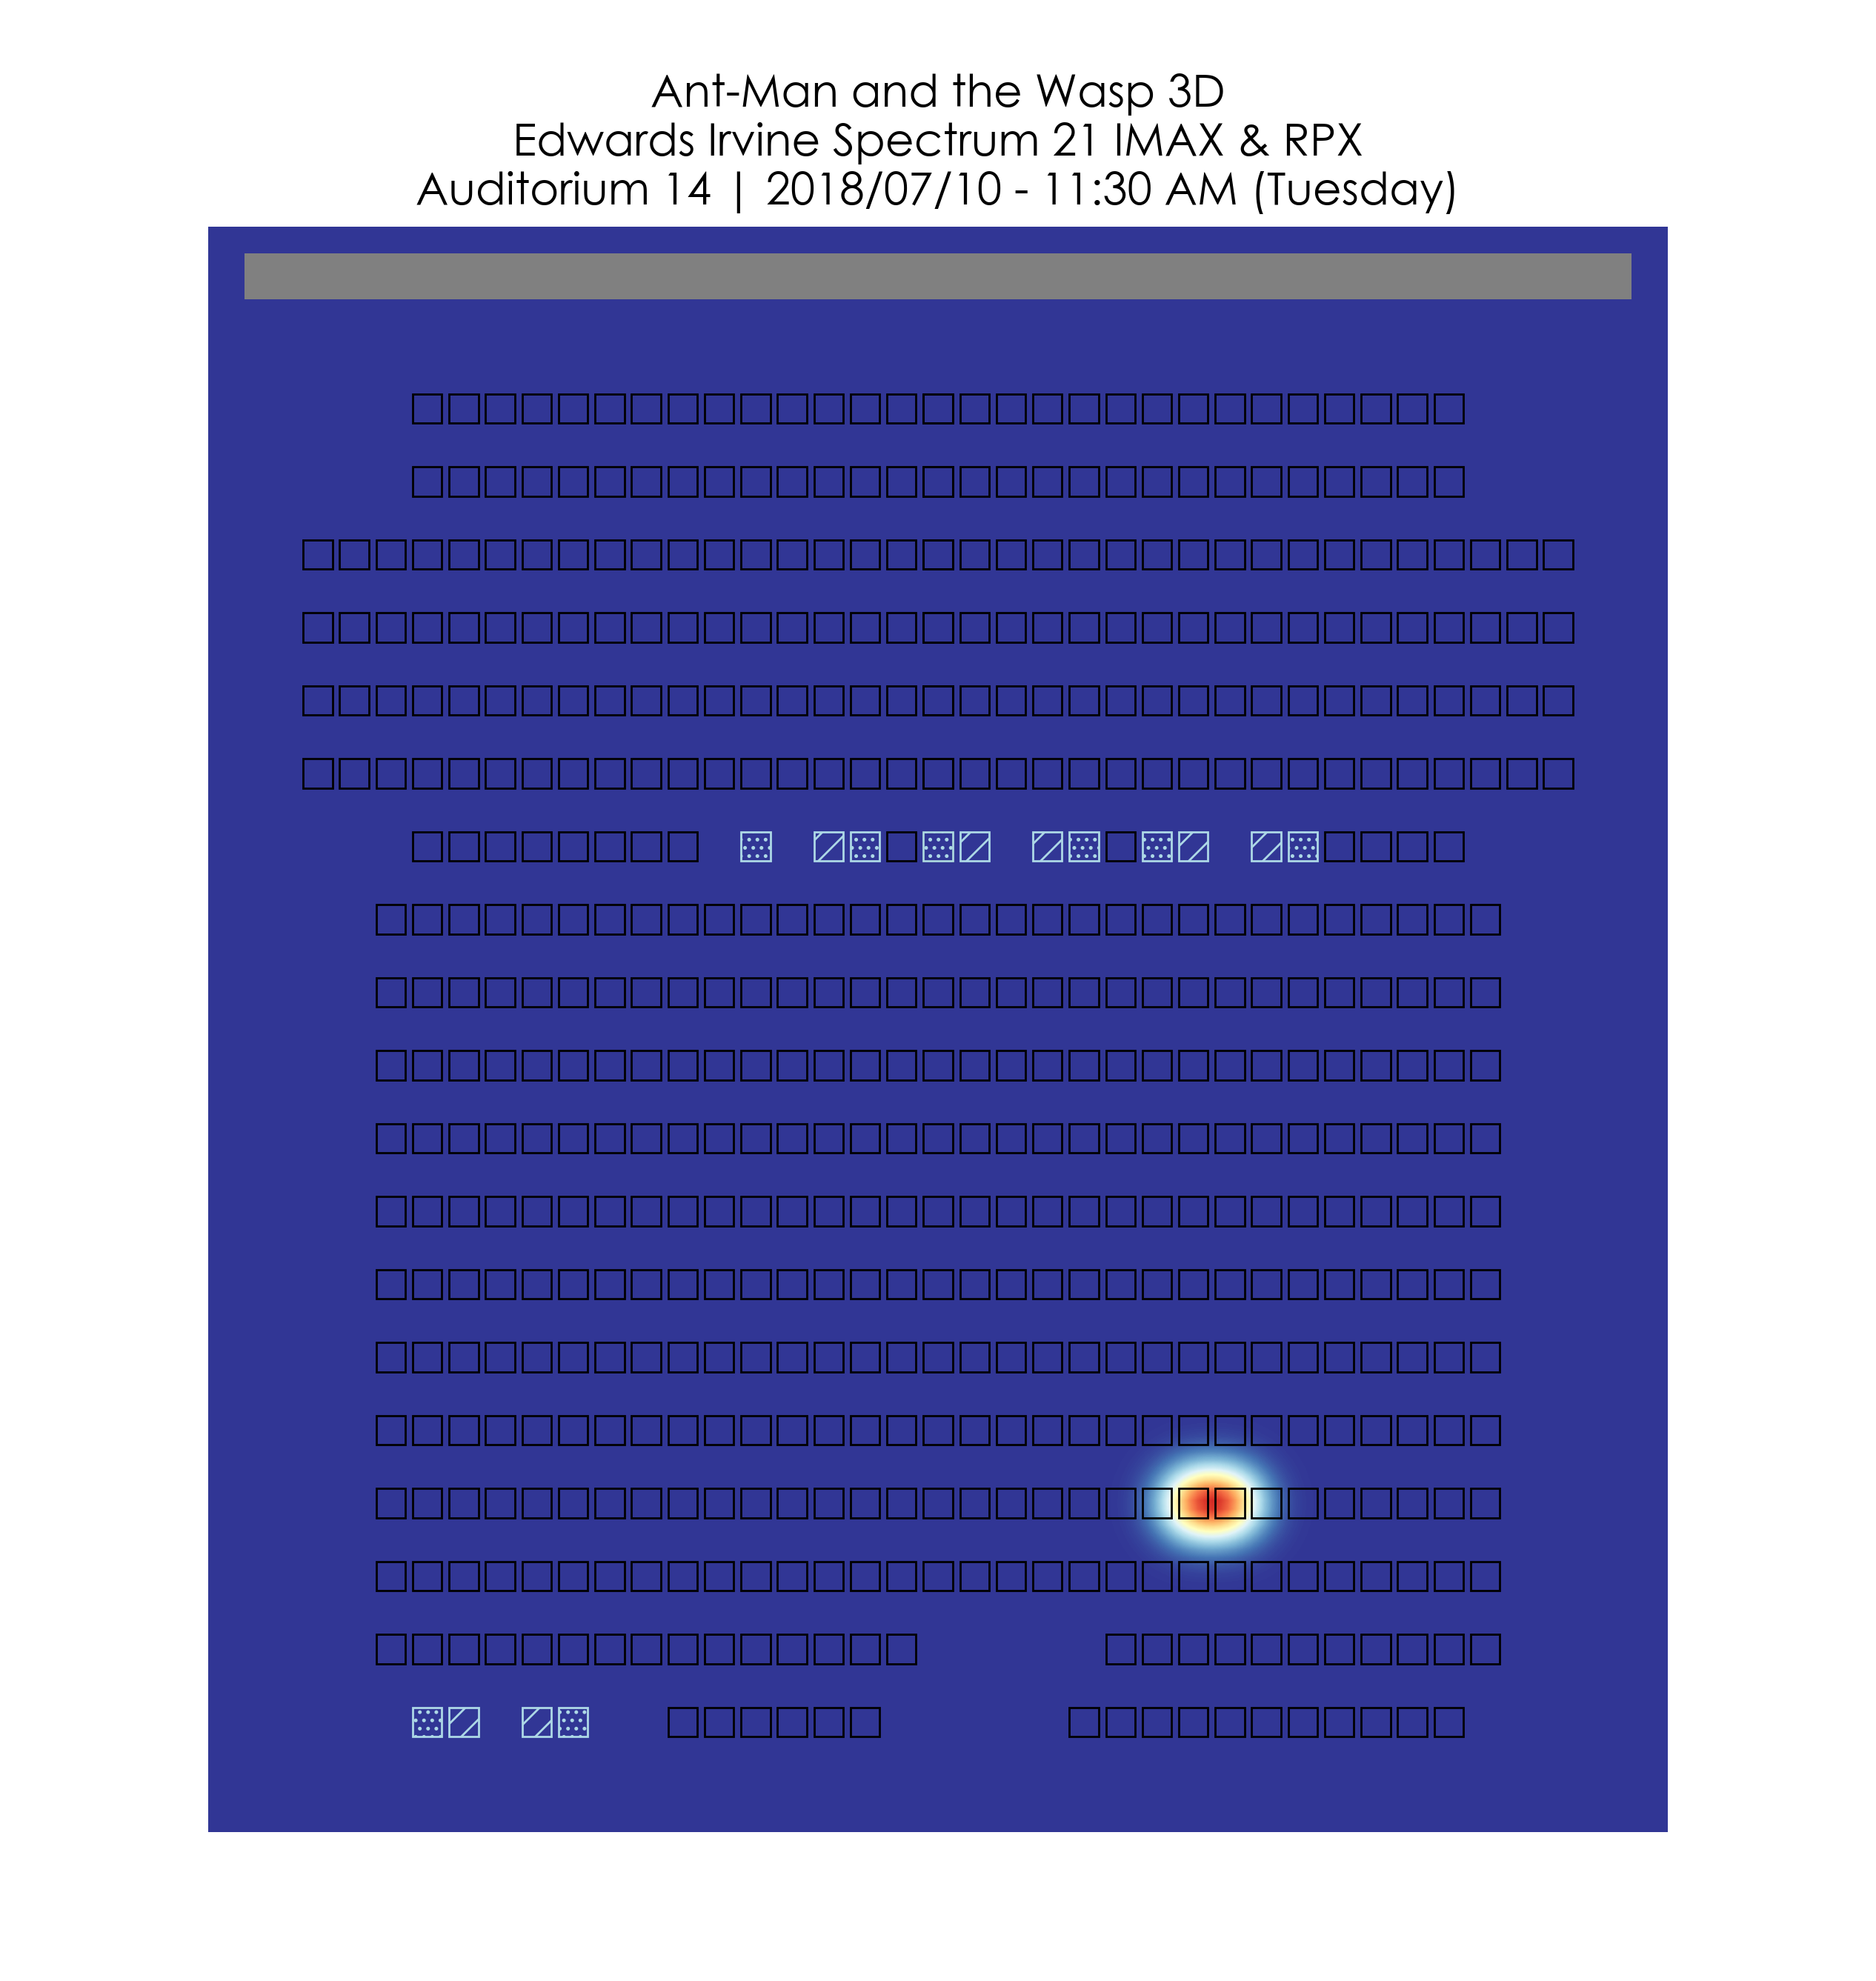 Ant-Man and the Wasp 3D
Edwards Irvine Spectrum 21 IMAX & RPX
Auditorium 14 | 2018/07/10 - 11:30 AM (Tuesday)